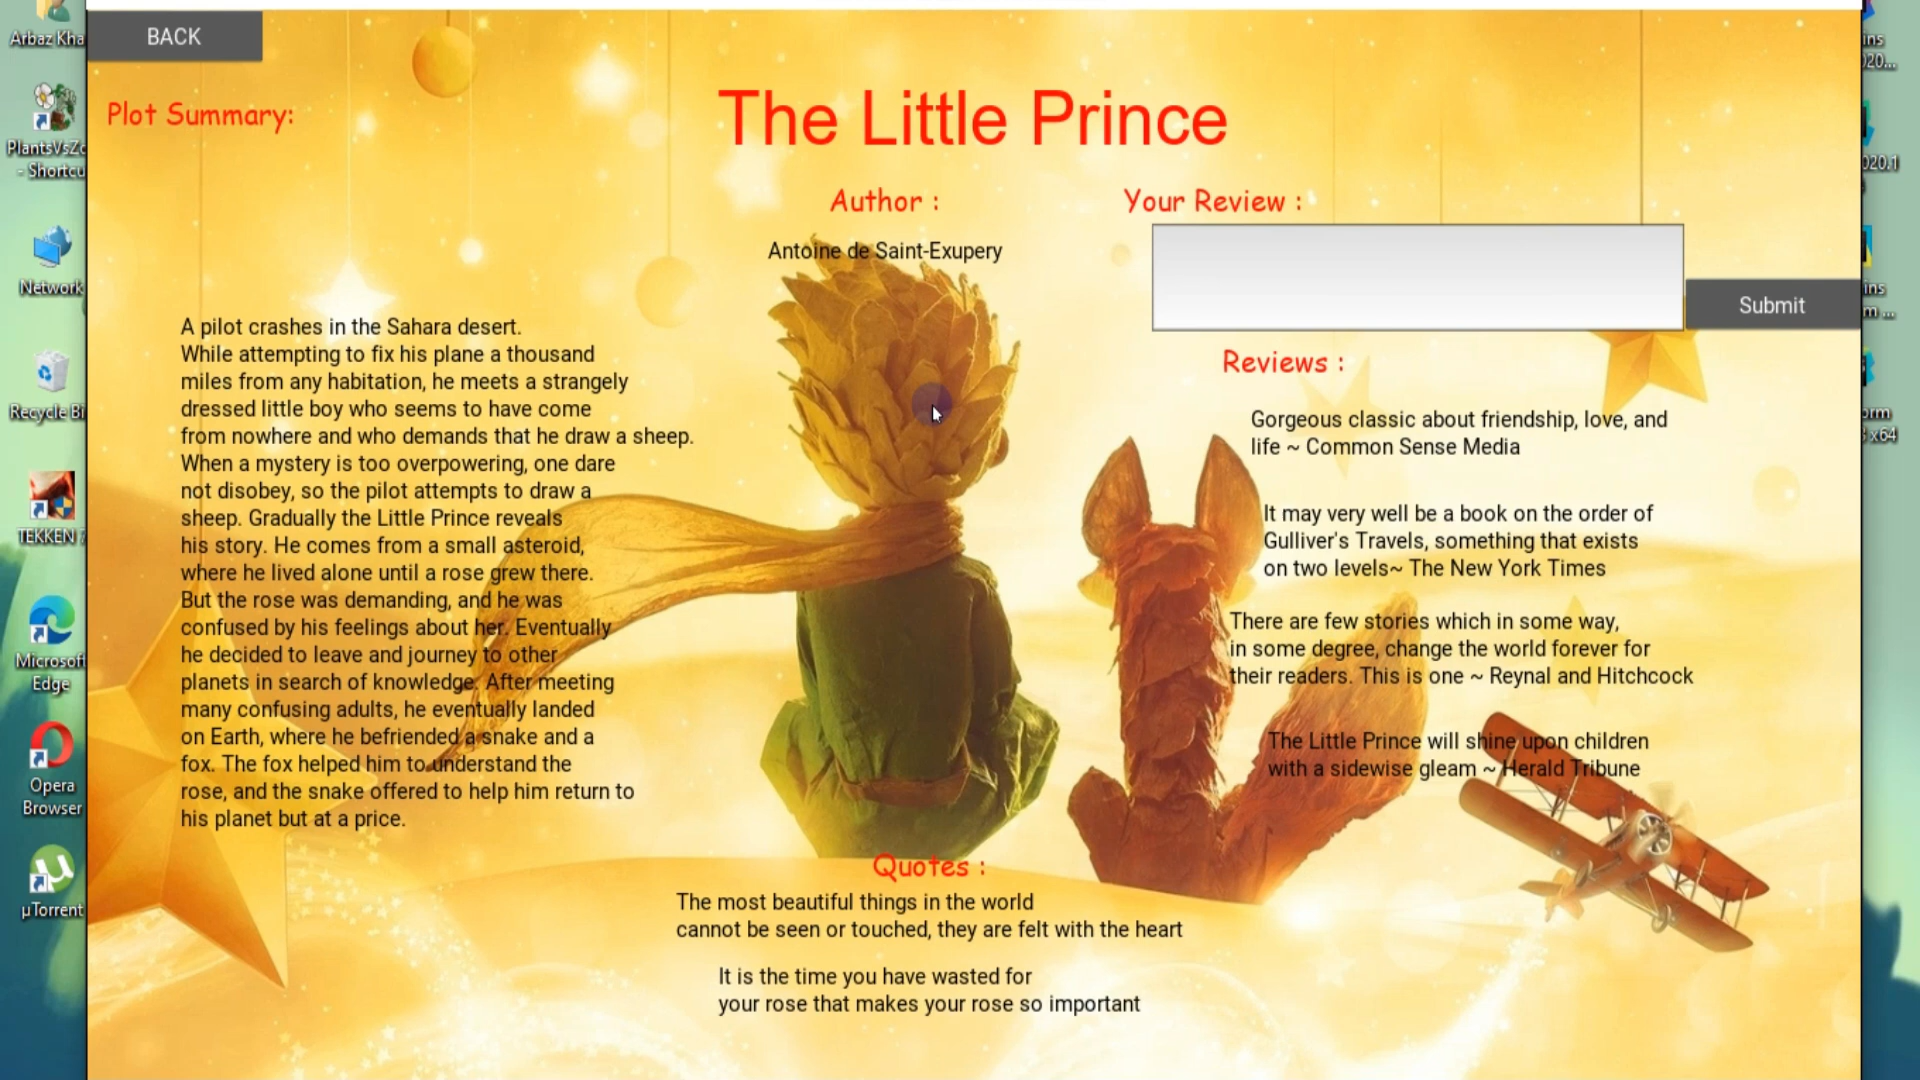 BACK
The Little Prince
Plot Summary:
A pilot crashes in the Sahara desert.
While attempting to fix his plane a thousand
miles from any habitation, he meets a strangely
dressed little boy who seems to have come
from nowhere and who demands that he draw a sheep.
When a mystery is too overpowering, one dare
not disobey, so the pilot attempts to draw a
sheep. Gradually the Little Prince reveals
his story. He comes from a small asteroid,
where he lived alone until a rose grew there.
But the rose was demanding, and he was
confused by his feelings about her. Eventually
he decided to leave and journey to other
planets in search of knowledge. After meeting
many confusing adults, he eventually landed
on Earth, where he befriended a snake and a
fox. The fox helped him to understand the
rose, and the snake offered to help him return to
his planet but at a price.
Author :
Antoine de Saint-Exupery
Your Review :
Submit
Reviews :
Gorgeous classic about friendship, love, and
life ~ Common Sense Media
It may very well be a book on the order of
Gulliver's Travels, something that exists
on two levels~ The New York Times
There are few stories which in some way,
in some degree, change the world forever for
their readers. This is one ~ Reynal and Hitchcock
The Little Prince will shine upon children
with a sidewise gleam ~ Herald Tribune
Quotes :
The most beautiful things in the world
cannot be seen or touched, they are felt with the heart
It is the time you have wasted for
your rose that makes your rose so important
Arbaz Kha
PlantsVsZo
- Shortcu
Network
Recycle Bi
TEKKEN 7
Microsoft
Edge
Opera
Browser
µTorrent
ins
020...
020.1
ins
m ...
orm
x64